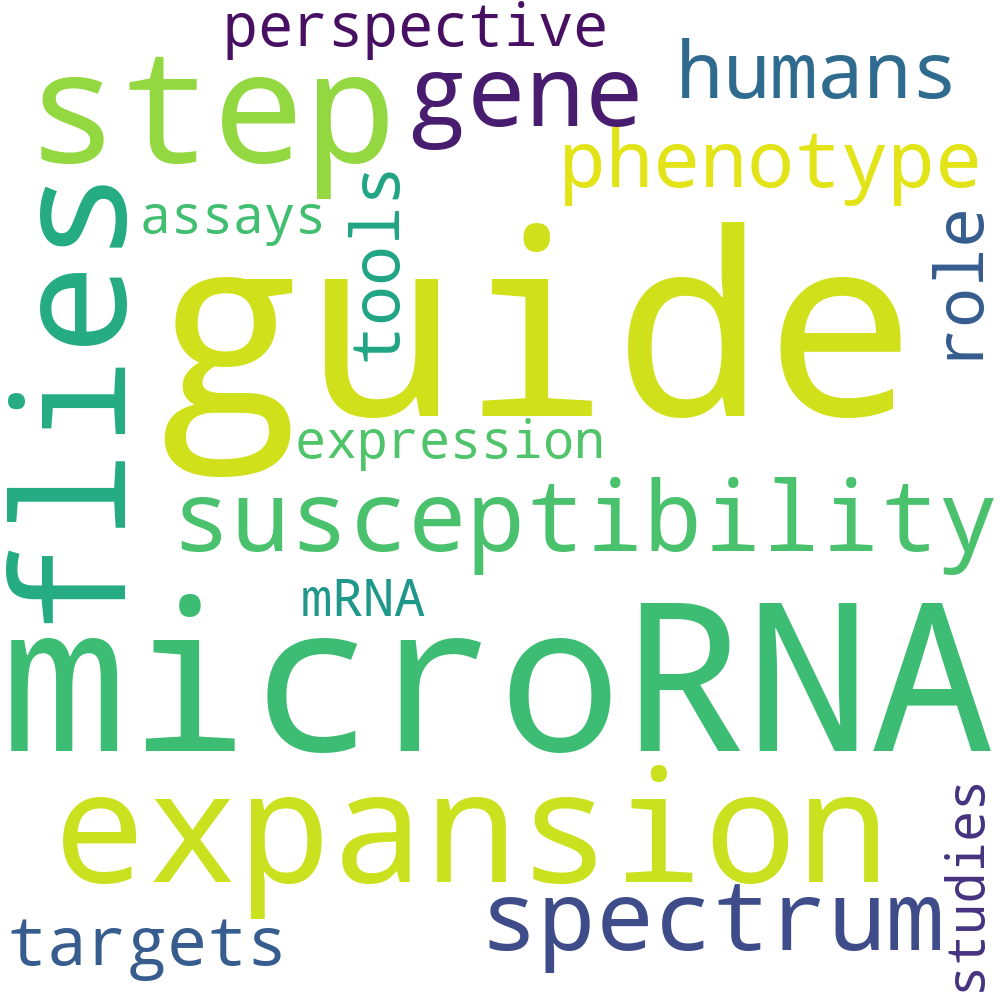 perspective
step
gene
humans
phenotype
flies
assays
tools
role
guide
expression
susceptibility
mRNA
microRNA
expansion
studies
spectrum
targets